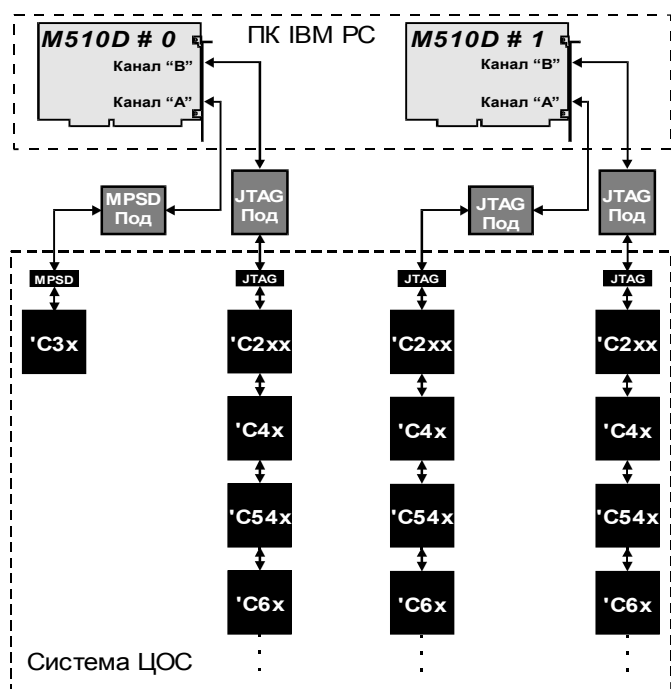 M510D # 0
ПК IBM PC
M510D # 1
Канал “B”
Канал “B”
Канал “A”
Канал “A”
MPSD
Под
JTAG
Под
JTAG
Под
JTAG
Под
MPSD
JTAG
JTAG
JTAG
'C3x
'C2xx
'C2xx
'C2xx
'C4x
'C4x
'C4x
'C54x
'C54x
'C54x
'C6x
'C6x
'C6x
Система ЦОС